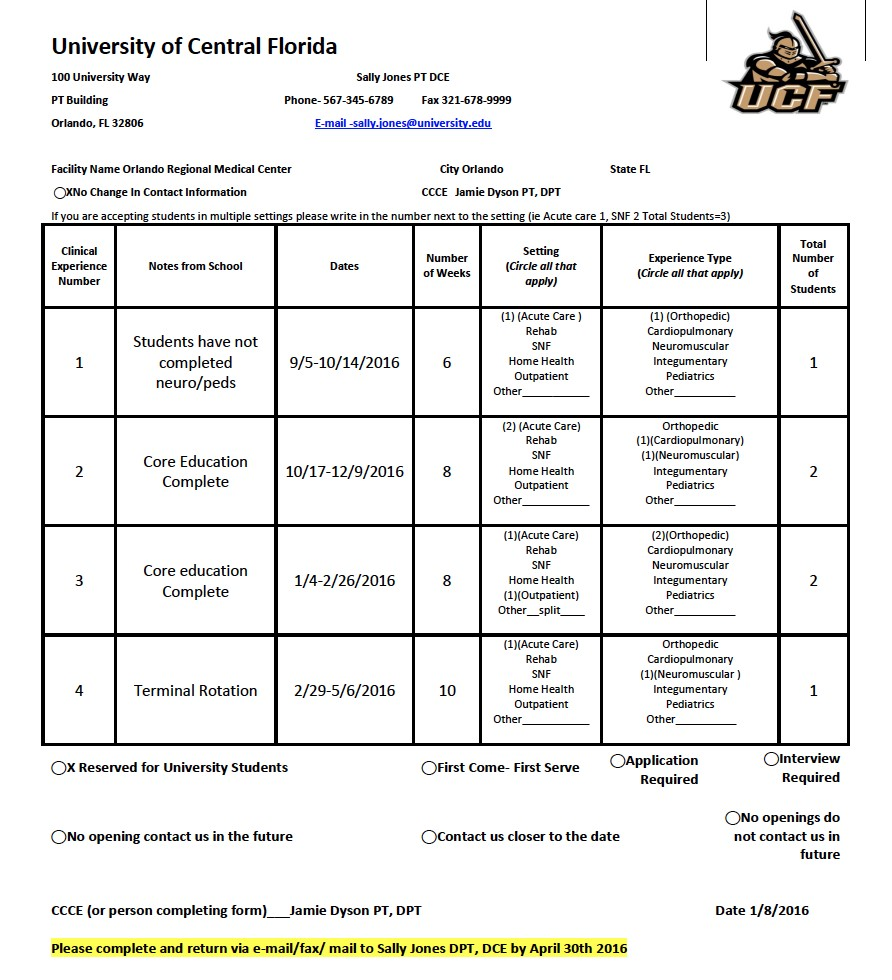 University of Central Florida
UCF
100 University Way
Sally Jones PT DCE
PT Building
Phone- 567-345-6789 Fax 321-678-9999
Orlando, FL 32806
E-mail -sally.jones@university.edu
Facility Name Orlando Regional Medical Center City Orlando State FL
◯XNo Change In Contact Information CCCE Jamie Dyson PT, DPT
If you are accepting students in multiple settings please write in the number next to the setting (ie Acute care 1, SNF 2 Total Students=3)
Clinical
Experience
Number
Notes from School
Dates
Number
of Weeks
Setting
(Circle all that
apply)
Experience Type
(Circle all that apply)
Total
Number
of
Students
1
Students have not
completed
neuro/peds
9/5-10/14/2016
6
(1) (Acute Care )
Rehab
SNF
Home Health
Outpatient
Other___________
(1) (Orthopedic)
Cardiopulmonary
Neuromuscular
Integumentary
Pediatrics
Other__________
1
2
Core Education
Complete
10/17-12/9/2016
8
(2) (Acute Care)
Rehab
SNF
Home Health
Outpatient
Other___________
Orthopedic
(1)(Cardiopulmonary)
(1)(Neuromuscular)
Integumentary
Pediatrics
Other__________
2
3
Core education
Complete
1/4-2/26/2016
8
(1)(Acute Care)
Rehab
SNF
Home Health
(1)(Outpatient)
Other__split____
(2)(Orthopedic)
Cardiopulmonary
Neuromuscular
Integumentary
Pediatrics
Other__________
2
4
Terminal Rotation
2/29-5/6/2016
10
(1)(Acute Care)
Rehab
SNF
Home Health
Outpatient
Other___________
Orthopedic
Cardiopulmonary
(1)(Neuromuscular )
Integumentary
Pediatrics
Other__________
1
◯X Reserved for University Students
◯First Come- First Serve
◯Application
Required
◯Interview
Required
◯No opening contact us in the future
◯Contact us closer to the date
◯No openings do
not contact us in
future
CCCE (or person completing form)___Jamie Dyson PT, DPT Date 1/8/2016
Please complete and return via e-mail/fax/ mail to Sally Jones DPT, DCE by April 30th 2016